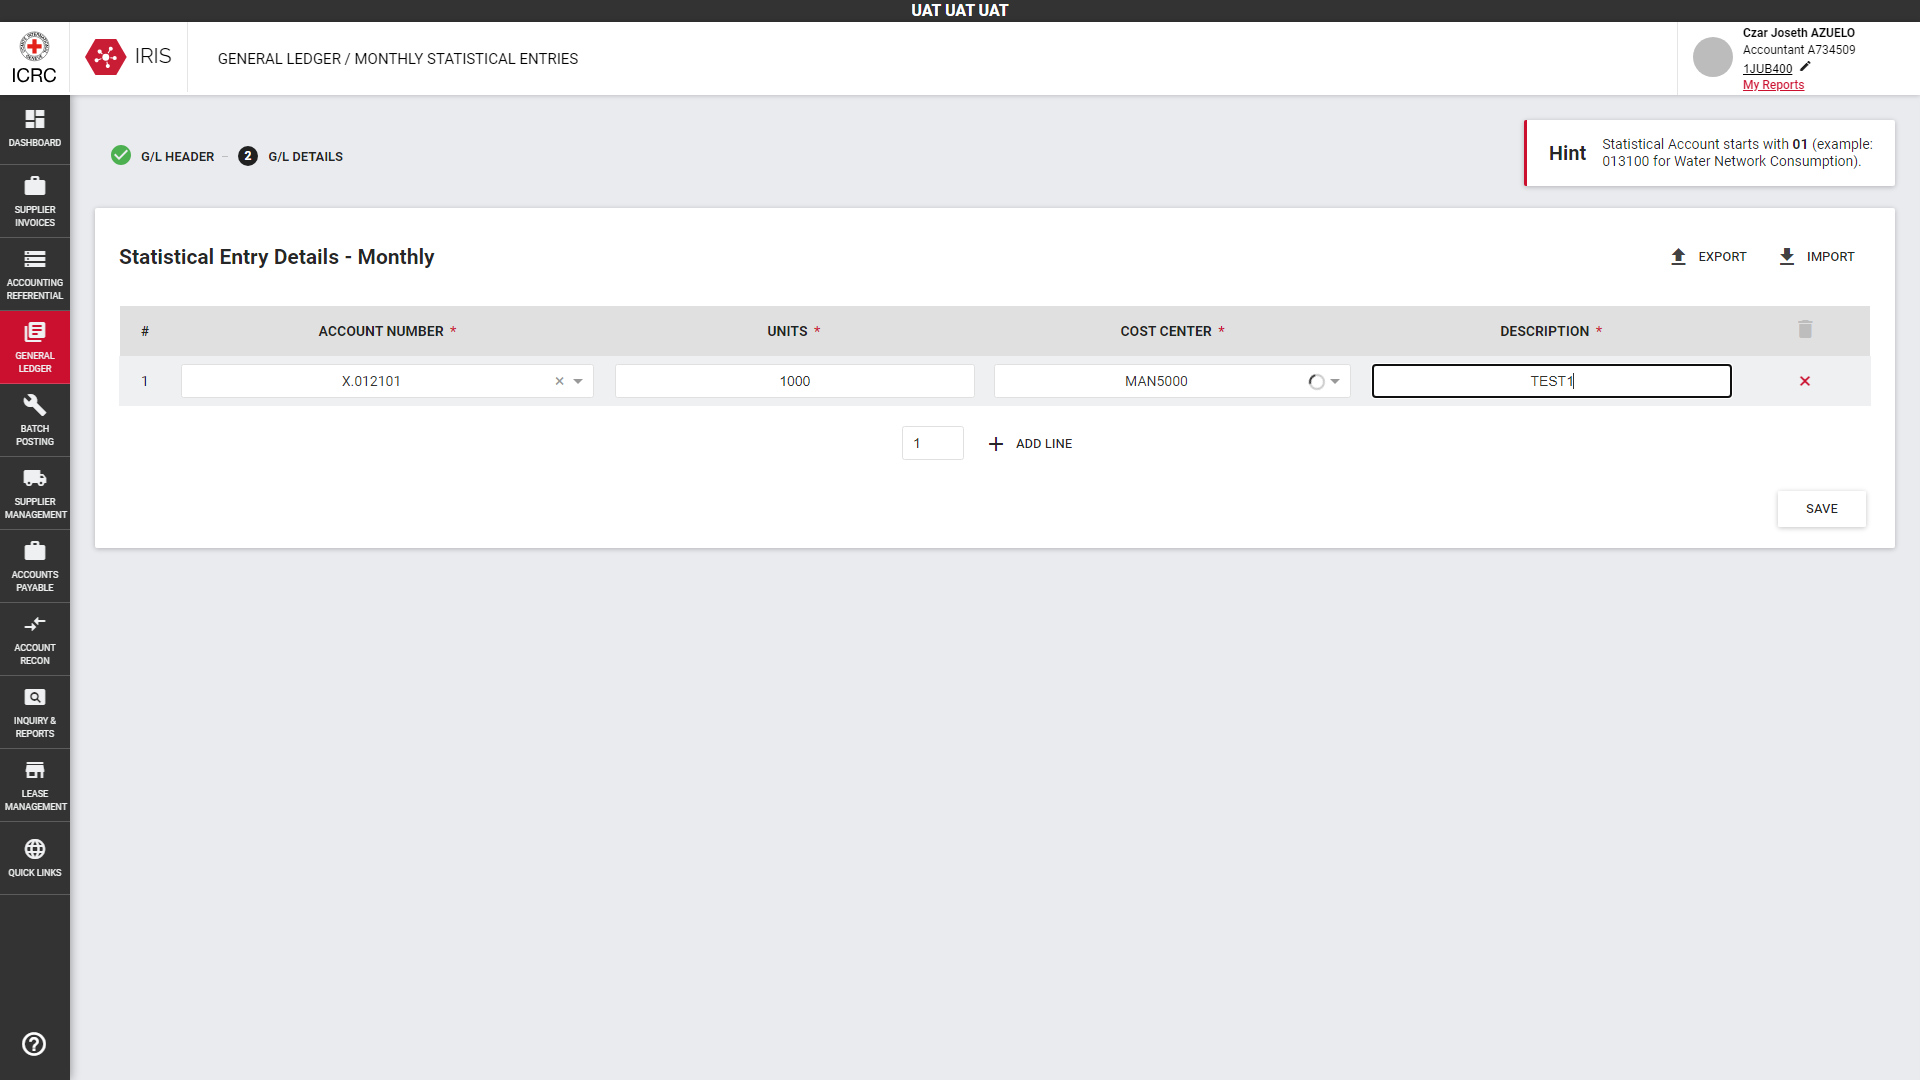 UAT UAT UAT
ICRC
IRIS
GENERAL LEDGER / MONTHLY STATISTICAL ENTRIES
Czar Joseth AZUELO
Accountant A734509
1JUB400
My Reports
DASHBOARD
SUPPLIER
INVOICES
ACCOUNTING
REFERENTIAL
GENERAL
LEDGER
BATCH
POSTING
SUPPLIER
MANAGEMENT
ACCOUNTS
PAYABLE
ACCOUNT
RECON
INQUIRY &
REPORTS
LEASE
MANAGEMENT
QUICK LINKS
G/L HEADER – 2 G/L DETAILS
Hint
Statistical Account starts with 01 (example:
013100 for Water Network Consumption).
Statistical Entry Details - Monthly
EXPORT IMPORT
# ACCOUNT NUMBER * UNITS * COST CENTER * DESCRIPTION *
1 X.012101 1000 MAN5000 TEST1
1 ADD LINE
SAVE